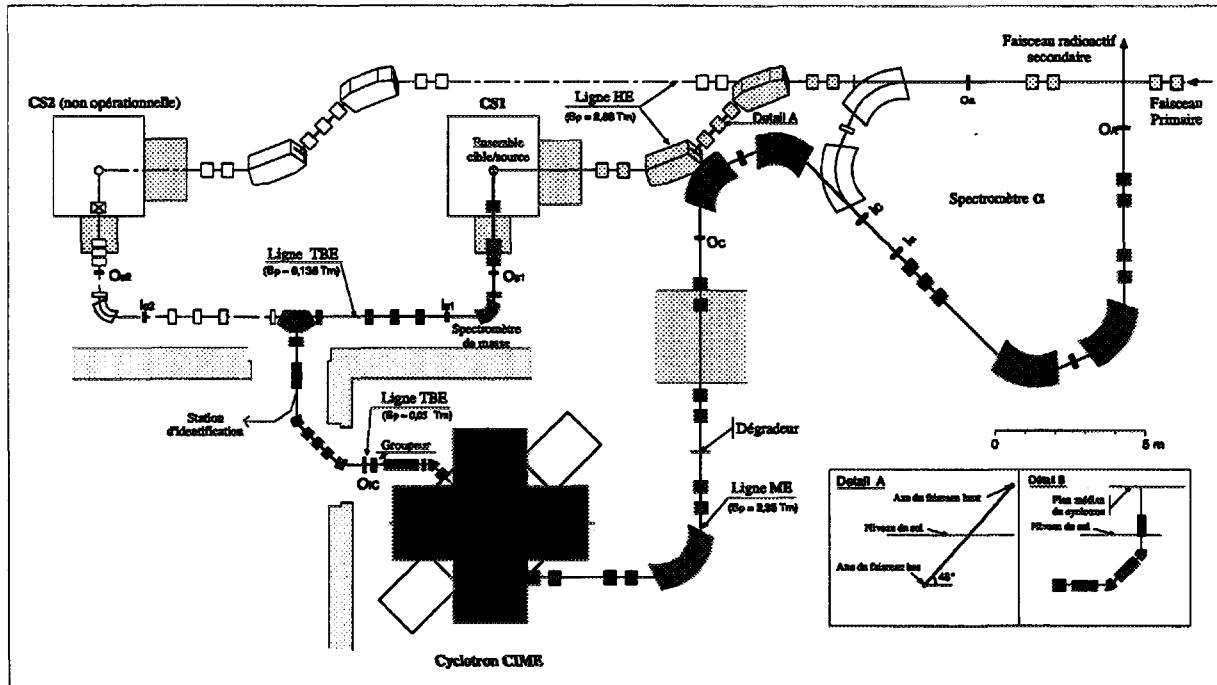 Faisceau radioactif
secondaire
Faisceau
Primaire
CS2 (non opérationnelle)
CS1
Ligne HE
Detail A
Ensemble
cible/source
Spectromètre α
Ligne TBE
Spectromètre
de masse
Station
d'identification
Ligne TBE
Groupeur
Dégradeur
Ligne ME
0
5 m
Cyclotron CIME
Detail A
Axe du faisceau haut
Niveau du sol
Axe du faisceau bas
45°
Détail B
Plan médian
du cyclotron
Niveau du sol